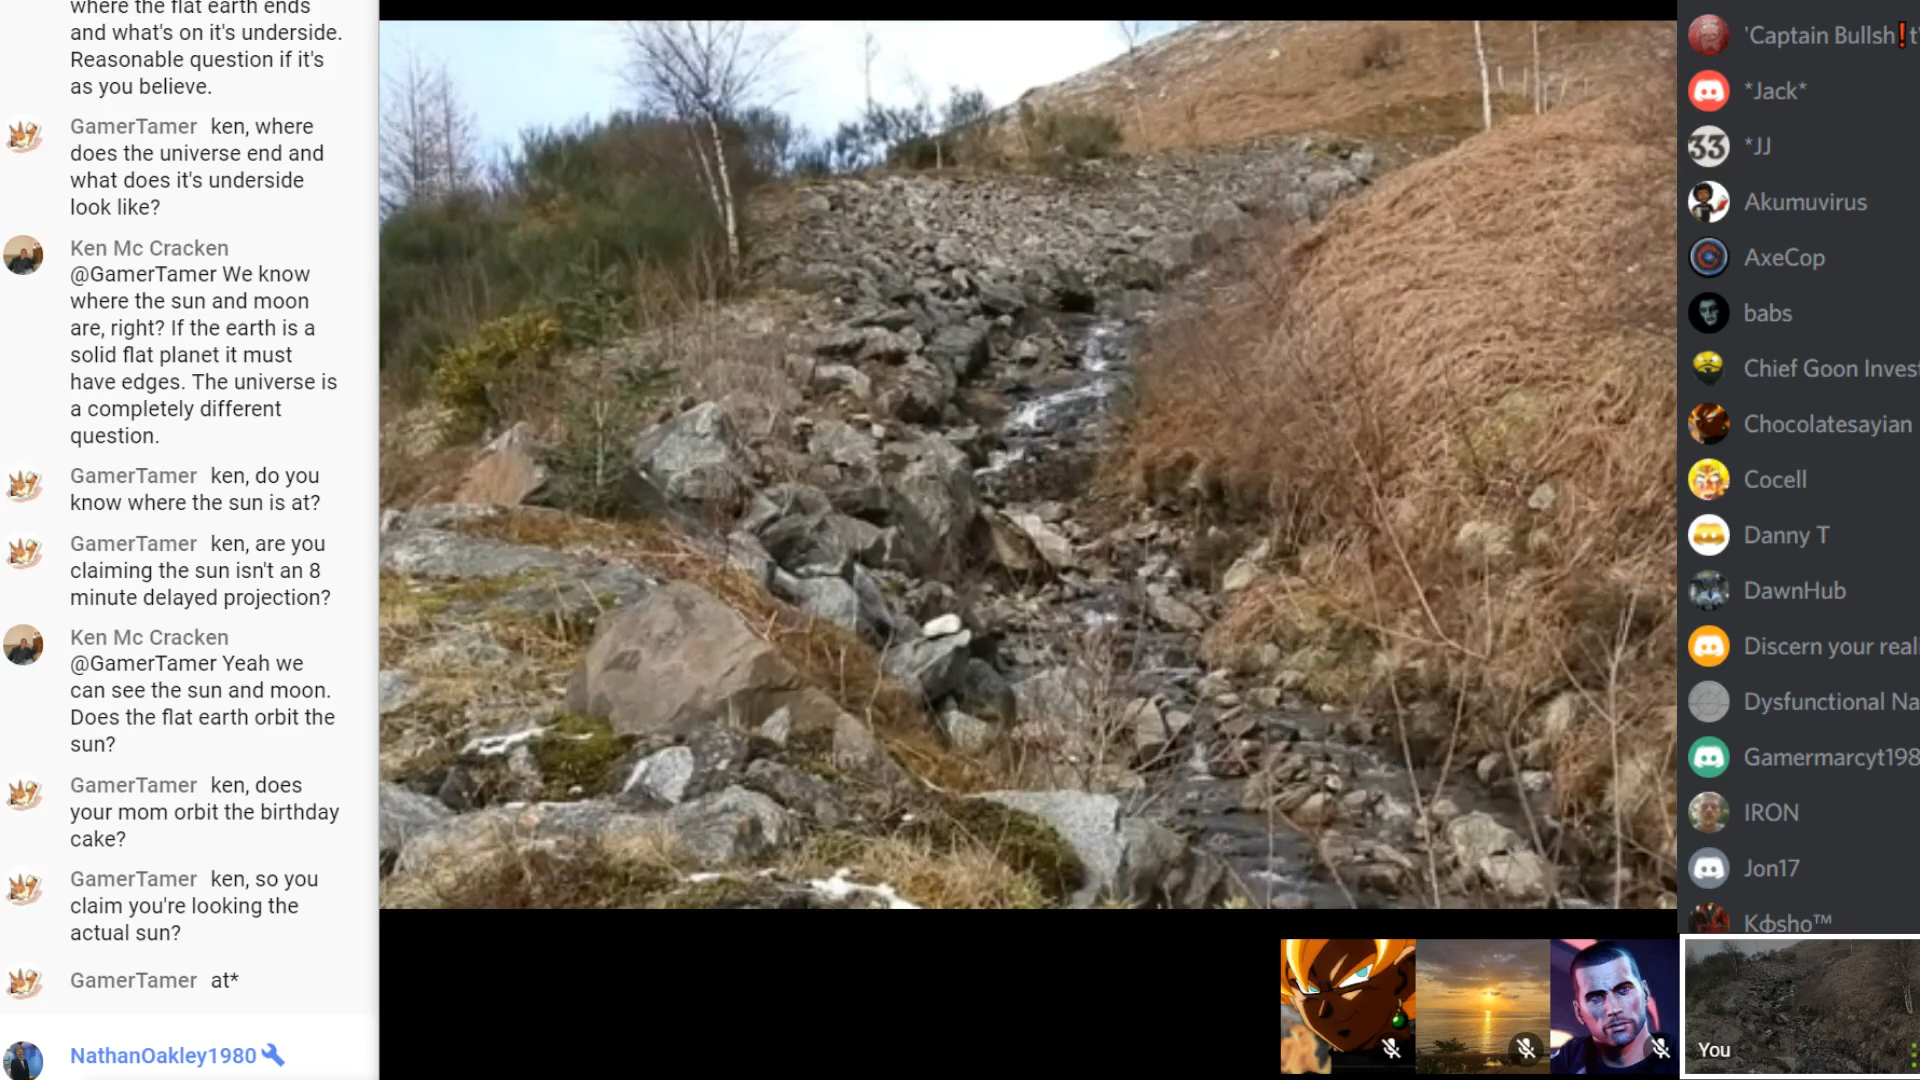 where the flat earth ends
and what's on it's underside.
Reasonable question if it's
as you believe.
GamerTamer ken, where
does the universe end and
what does it's underside
look like?
Ken Mc Cracken
@GamerTamer We know
where the sun and moon
are, right? If the earth is a
solid flat planet it must
have edges. The universe is
a completely different
question.
GamerTamer ken, do you
know where the sun is at?
GamerTamer ken, are you
claiming the sun isn't an 8
minute delayed projection?
Ken Mc Cracken
@GamerTamer Yeah we
can see the sun and moon.
Does the flat earth orbit the
sun?
GamerTamer ken, does
your mom orbit the birthday
cake?
GamerTamer ken, so you
claim you're looking the
actual sun?
GamerTamer at*
NathanOakley1980
'Captain Bullsh❗t'
*Jack*
33
*JJ
Akumuvirus
AxeCop
babs
Chief Goon Invest
Chocolatesayian
Cocell
Danny T
DawnHub
Discern your reali
Dysfunctional Na
Gamermarcyt198
IRON
Jon17
Kфsho™
You